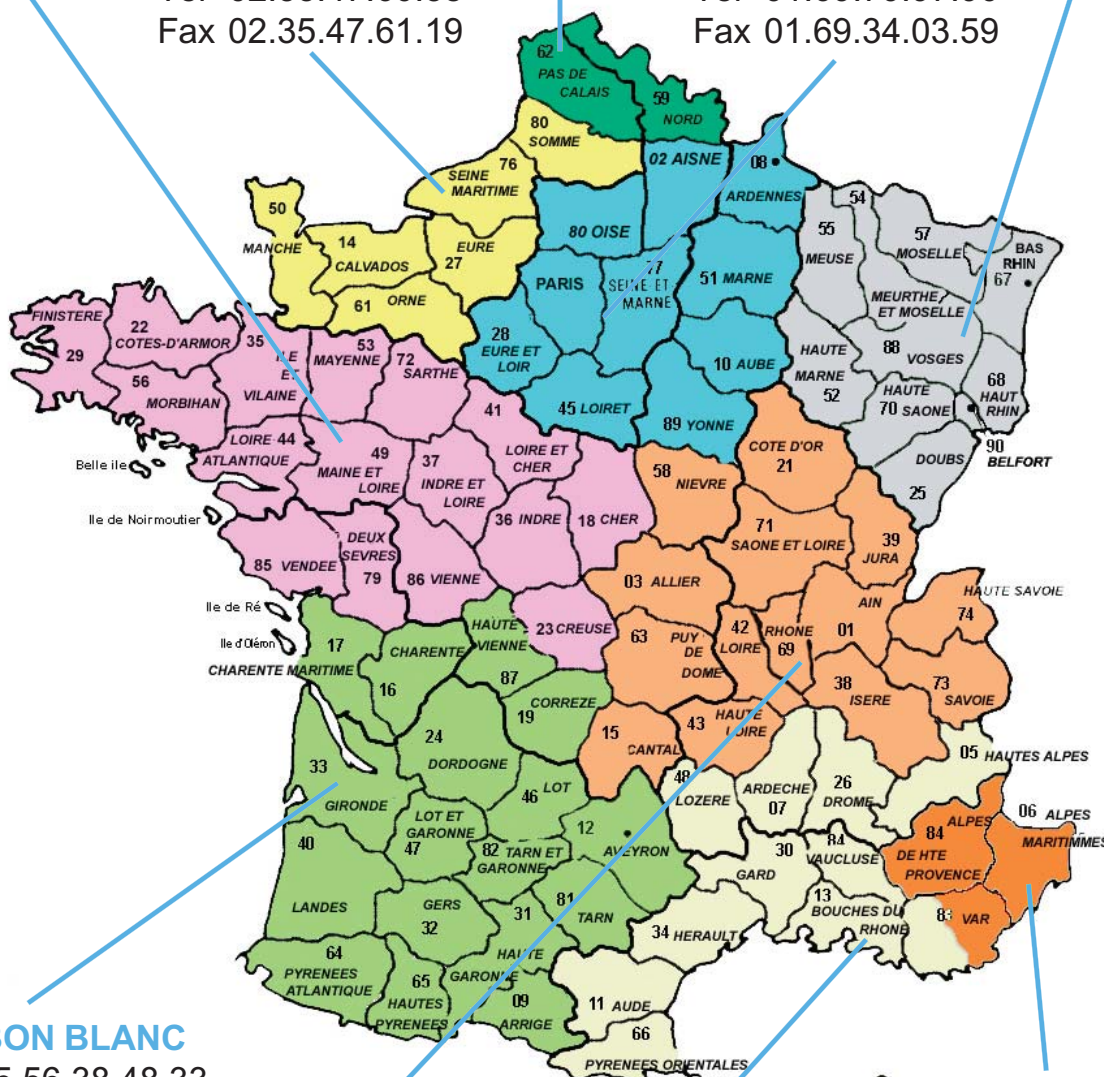 Fax 02.35.47.61.19
Fax 01.69.34.03.59
62
PAS DE
CALAIS
59
NORD
80
SOMME
76
SEINE
MARITIME
02 AISNE
08
ARDENNES
50
MANCHE
14
CALVADOS
EURE
27
61 ORNE
80 OISE
PARIS
77
SEINE ET
MARNE
51 MARNE
55
MEUSE
54
57
MOSELLE
BAS
RHIN
67
MEURTHE
ET MOSELLE
28
EURE ET
LOIR
10 AUBE
HAUTE
MARNE
52
88
VOSGES
68
HAUT
RHIN
HAUTE
70 SAONE
90
BELFORT
DOUBS
25
FINISTERE
29
22
COTES-D'ARMOR
56
MORBIHAN
35
ILE
ET
VILAINE
53
MAYENNE
72
SARTHE
45 LOIRET
89 YONNE
41
LOIRE ET
CHER
LOIRE 44
ATLANTIQUE
49
MAINE ET
LOIRE
37
INDRE ET
LOIRE
Belle ile
Ile de Noirmoutier
36 INDRE
18 CHER
58
NIEVRE
COTE D'OR
21
71
SAONE ET LOIRE
39
JURA
85 VENDEE
DEUX
SEVRES
79
86 VIENNE
03 ALLIER
AIN
01
HAUTE SAVOIE
74
Ile de Ré
Ile d'Oléron
17
CHARENTE MARITIME
CHARENTE
16
HAUTE
VIENNE
87
23 CREUSE
63
PUY
DE
DOME
42
LOIRE
RHONE
69
38
ISERE
73
SAVOIE
19
CORREZE
15
CANTAL
43
HAUTE
LOIRE
24
DORDOGNE
33
GIRONDE
46 LOT
48
LOZERE
ARDECHE
07
26
DROME
05
HAUTES ALPES
LOT ET
GARONNE
47
12
AVEYRON
40
LANDES
82 TARN ET
GARONNE
30
GARD
84
VAUCLUSE
84 ALPES
DE HTE
PROVENCE
06 ALPES
MARITIMMES
GERS
32
31
HAUTE
GARONNE
81
TARN
13
BOUCHES DU
RHONE
83
VAR
34 HERAULT
64
PYRENEES
ATLANTIQUE
65
HAUTES
PYRENEES
09
ARRIGE
11 AUDE
66
PYRENEES ORIENTALES
BON BLANC